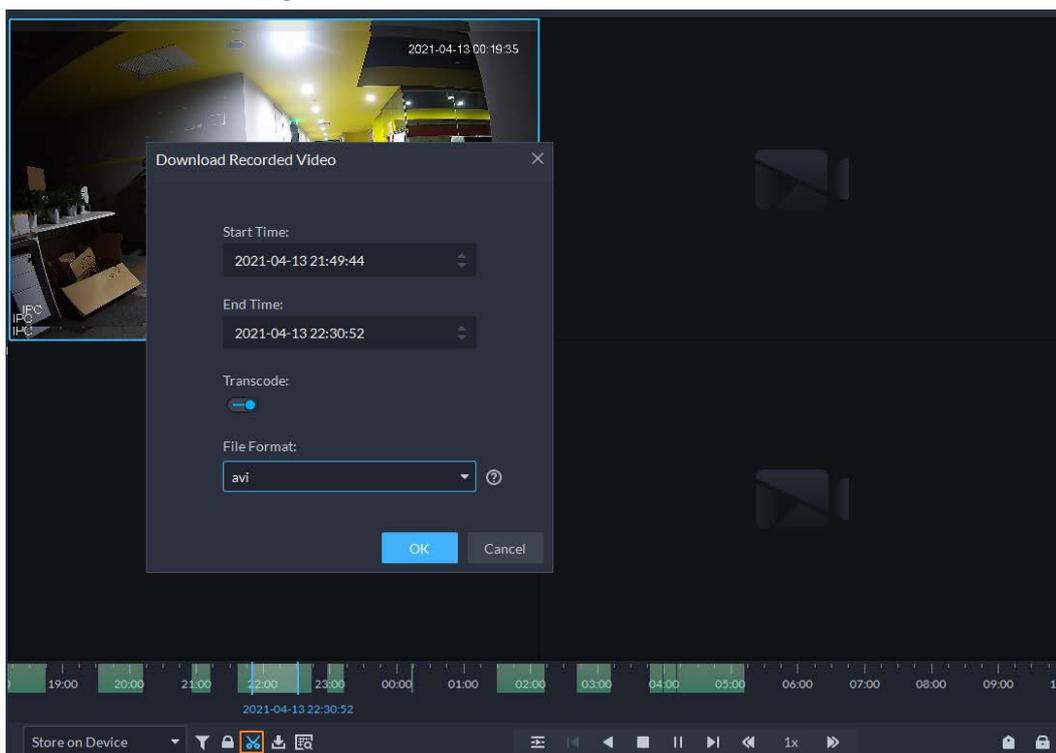 2021-04-13 00:19:35
IPC
IPC
IPC
Download Recorded Video
Start Time:
2021-04-13 21:49:44
End Time:
2021-04-13 22:30:52
Transcode:
File Format:
avi
OK Cancel
19:00 20:00 21:00 22:00 23:00 00:00 01:00 02:00 03:00 04:00 05:00 06:00 07:00 08:00 09:00 1
2021-04-13 22:30:52
Store on Device 1x